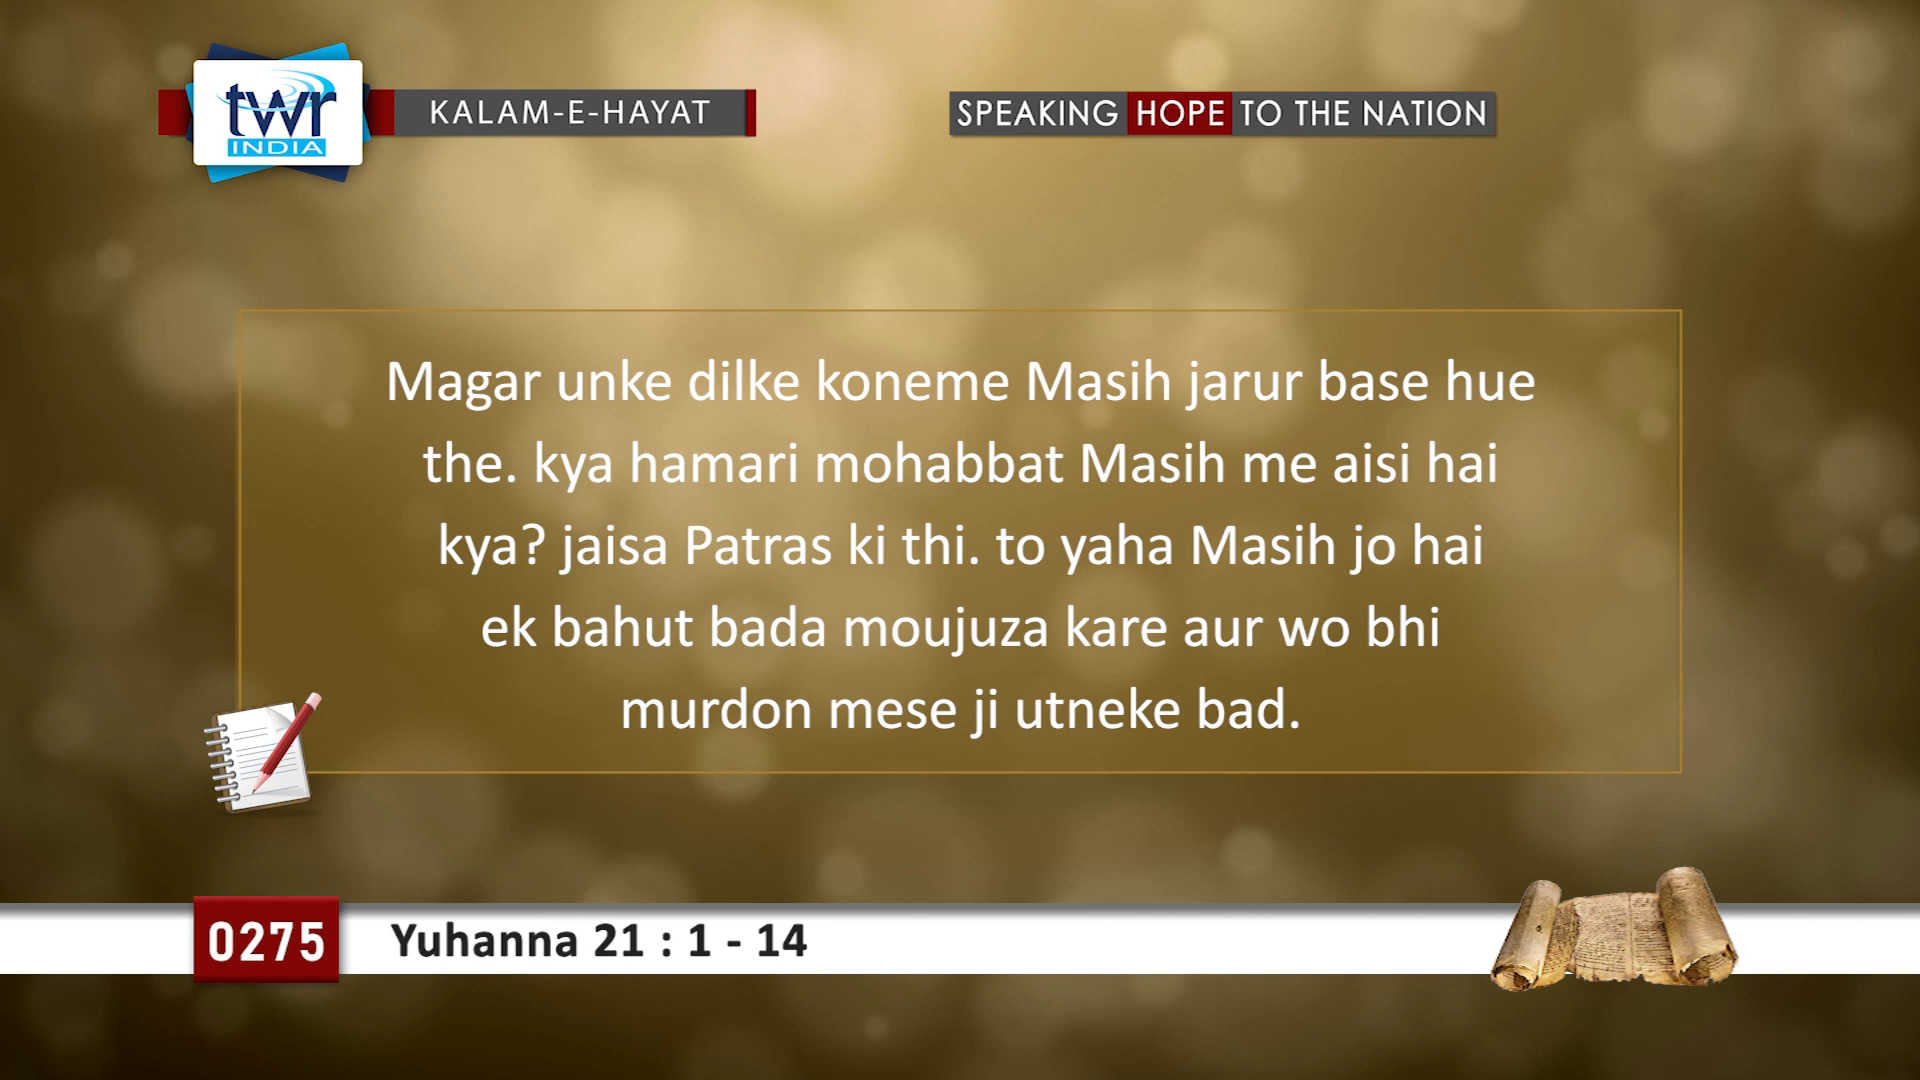 twr
INDIA
KALAM-E-HAYAT
SPEAKING HOPE TO THE NATION
Magar unke dilke koneme Masih jarur base hue
the. kya hamari mohabbat Masih me aisi hai
kya? jaisa Patras ki thi. to yaha Masih jo hai
ek bahut bada moujuza kare aur wo bhi
murdon mese ji utneke bad.
0275
Yuhanna 21 : 1 - 14